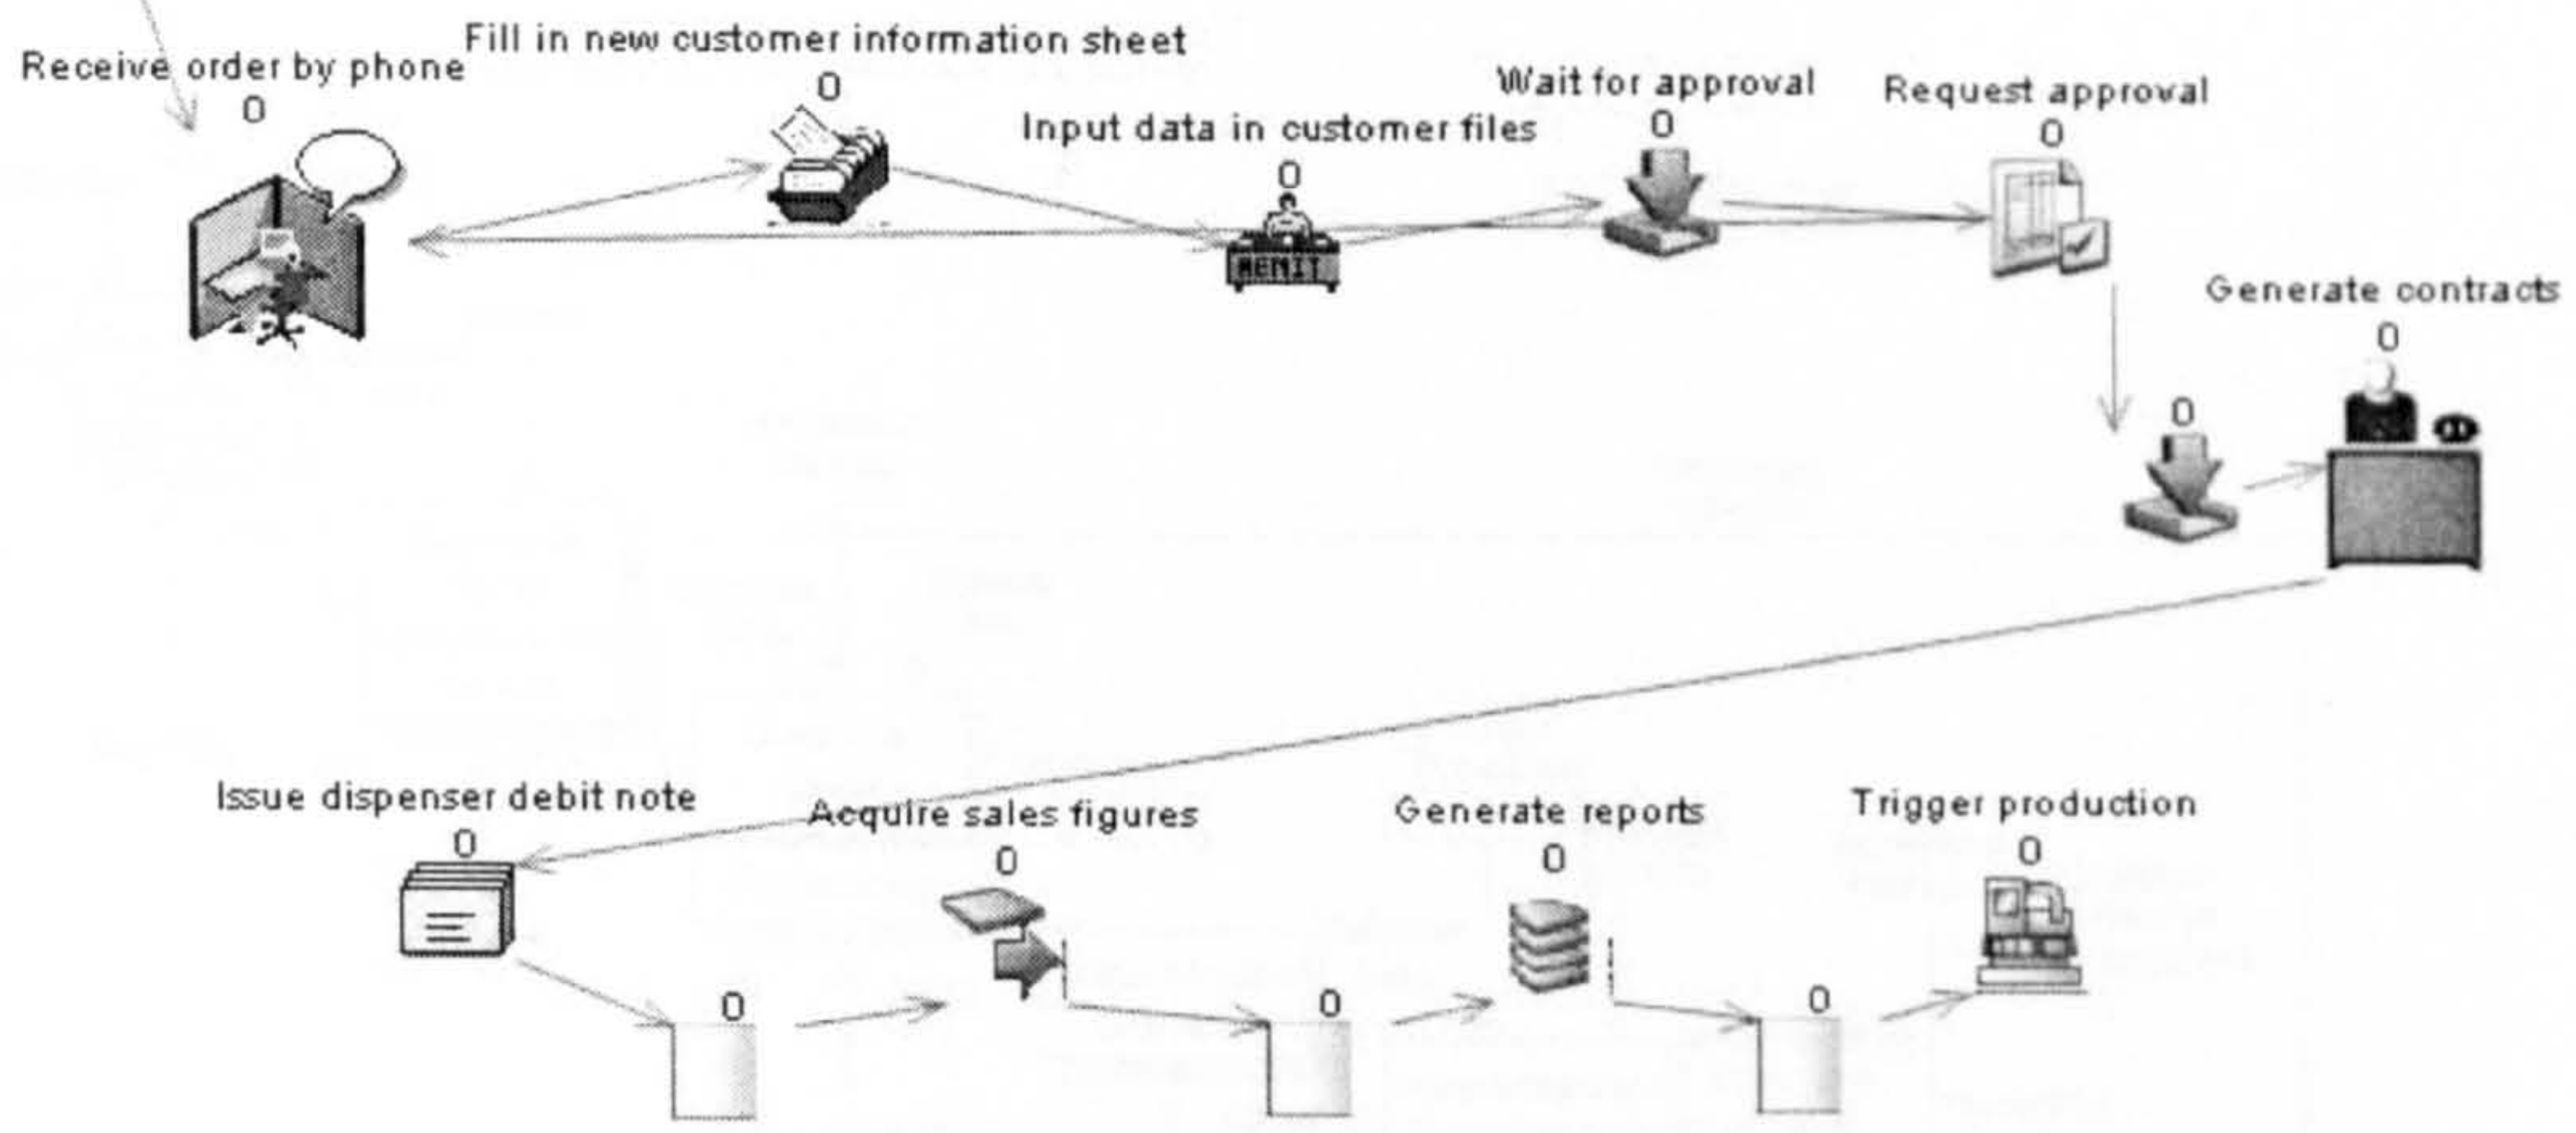 Fill in new customer information sheet
0
Receive order by phone
0
Wait for approval
0
Request approval
0
Input data in customer files
0
REMIT
Generate contracts
0
0
Issue dispenser debit note
0
Acquire sales figures
0
Generate reports
0
Trigger production
0
0
0
0